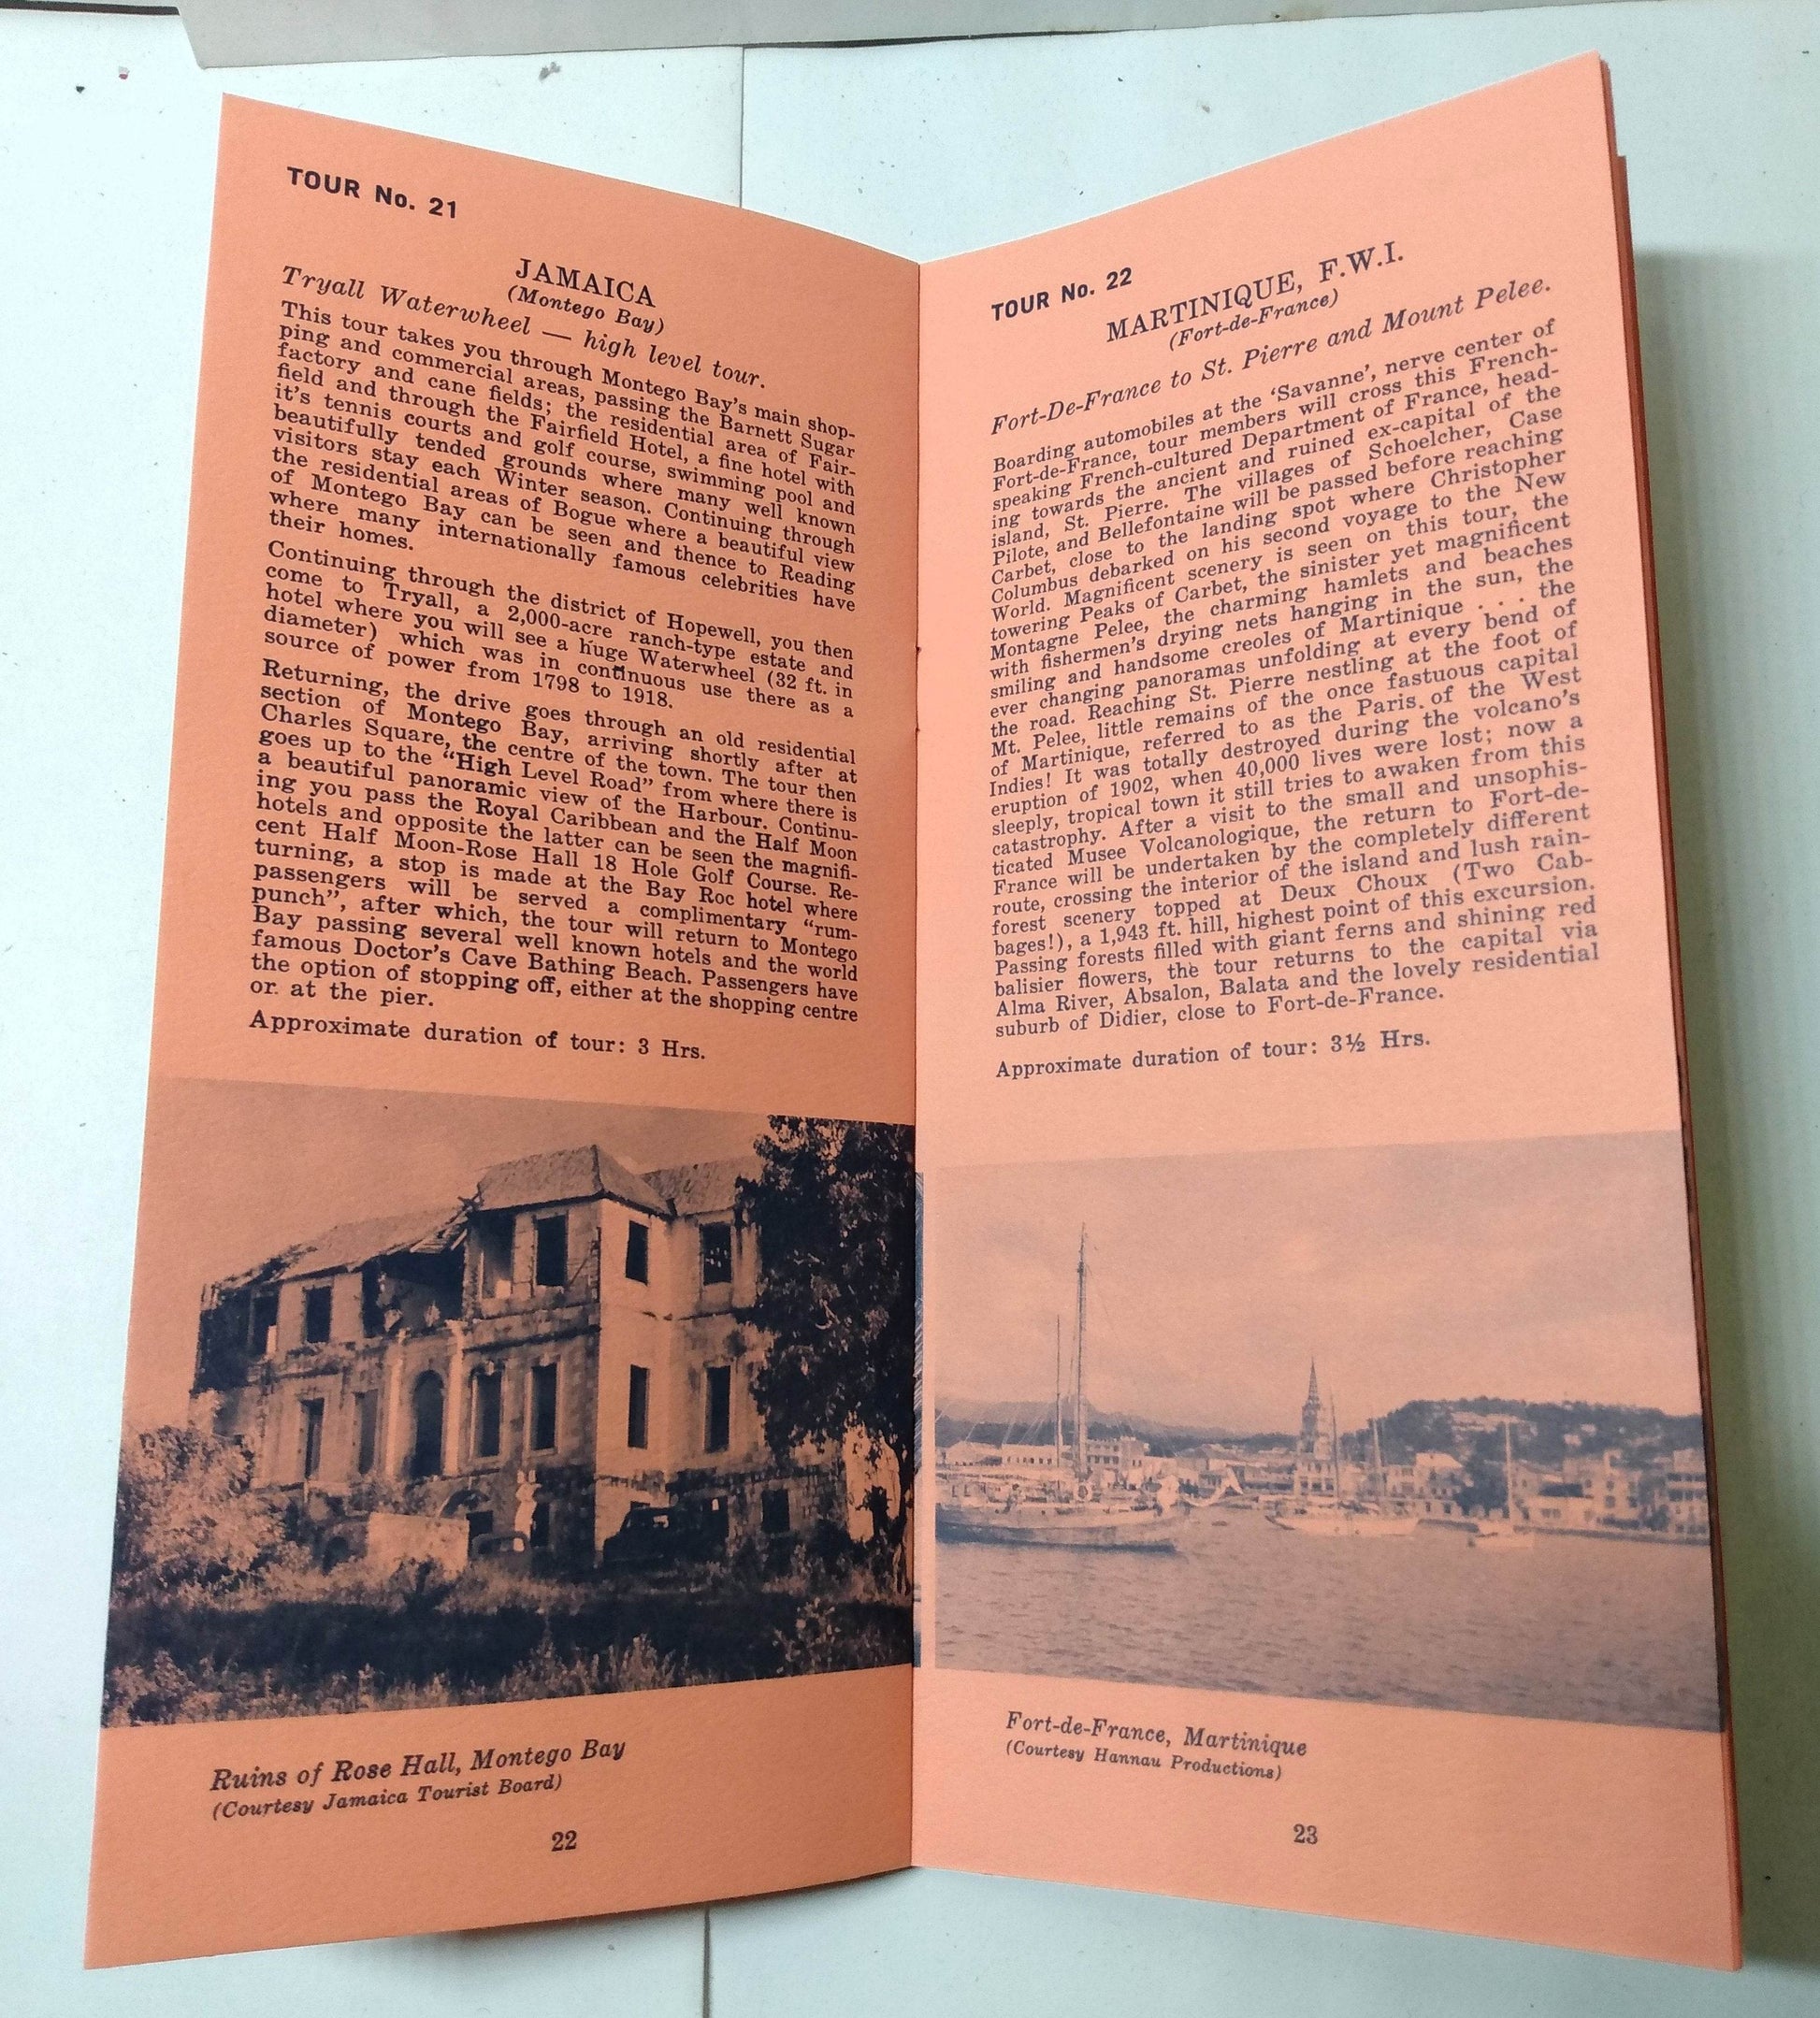 TOUR No. 21
JAMAICA
(Montego Bay)
Tryall Waterwheel — high level tour.
This tour takes you through Montego Bay's main shop-
ping and commercial areas, passing the Barnett Sugar
factory and cane fields; the residential area of Fair-
field and through the Fairfield Hotel, a fine hotel with
it's tennis courts and golf course, swimming pool and
beautifully tended grounds where many well known
visitors stay each Winter season. Continuing through
the residential areas of Bogue where a beautiful view
of Montego Bay can be seen and thence to Reading
where many internationally famous celebrities have
their homes.
Continuing through the district of Hopewell, you then
come to Tryall, a 2,000-acre ranch-type estate and
hotel where you will see a huge Waterwheel (32 ft. in
diameter) which was in continuous use there as a
source of power from 1798 to 1918.
Returning, the drive goes through an old residential
section of Montego Bay, arriving shortly after at
Charles Square, the centre of the town. The tour then
goes up to the "High Level Road" from where there is
a beautiful panoramic view of the Harbour. Continu-
ing you pass the Royal Caribbean and the Half Moon
hotels and opposite the latter can be seen the magnifi-
cent Half Moon-Rose Hall 18 Hole Golf Course. Re-
turning, a stop is made at the Bay Roc hotel where
passengers will be served a complimentary "rum-
punch", after which, the tour will return to Montego
Bay passing several well known hotels and the world
famous Doctor's Cave Bathing Beach. Passengers have
the option of stopping off, either at the shopping centre
or at the pier.
Approximate duration of tour: 3 Hrs.
Ruins of Rose Hall, Montego Bay
(Courtesy Jamaica Tourist Board)
22
TOUR No. 22
MARTINIQUE, F.W.I.
(Fort-de-France)
Fort-De-France to St. Pierre and Mount Pelee.
Boarding automobiles at the 'Savanne', nerve center of
Fort-de-France, tour members will cross this French-
speaking French-cultured Department of France, head-
ing towards the ancient and ruined ex-capital of the
island, St. Pierre. The villages of Schoelcher, Case
Pilote, and Bellefontaine will be passed before reaching
Carbet, close to the landing spot where Christopher
Columbus debarked on his second voyage to the New
World. Magnificent scenery is seen on this tour, the
towering Peaks of Carbet, the sinister yet magnificent
Montagne Pelee, the charming hamlets and beaches
with fishermen's drying nets hanging in the sun, the
smiling and handsome creoles of Martinique . . . the
ever changing panoramas unfolding at every bend of
the road. Reaching St. Pierre nestling at the foot of
Mt. Pelee, little remains of the once fastuous capital
of Martinique, referred to as the Paris of the West
Indies! It was totally destroyed during the volcano's
eruption of 1902, when 40,000 lives were lost; now a
sleeply, tropical town it still tries to awaken from this
catastrophy. After a visit to the small and unsophis-
ticated Musee Volcanologique, the return to Fort-de-
France will be undertaken by the completely different
route, crossing the interior of the island and lush rain-
forest scenery topped at Deux Choux (Two Cab-
bages!), a 1,943 ft. hill, highest point of this excursion.
Passing forests filled with giant ferns and shining red
balisier flowers, the tour returns to the capital via
Alma River, Absalon, Balata and the lovely residential
suburb of Didier, close to Fort-de-France.
Approximate duration of tour: 3½ Hrs.
Fort-de-France, Martinique
(Courtesy Hannau Productions)
23